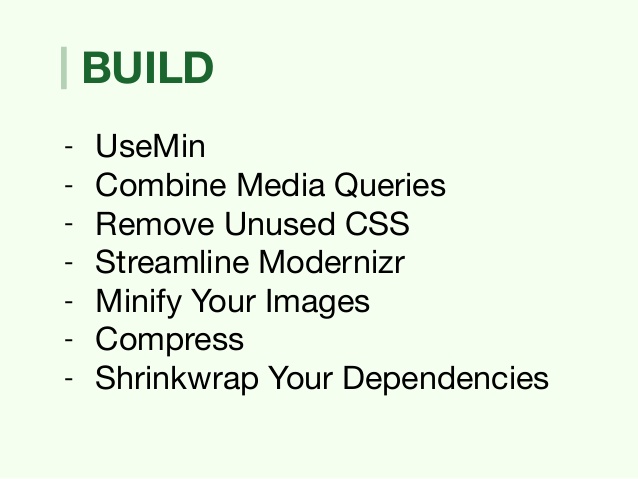 BUILD
- UseMin
- Combine Media Queries
- Remove Unused CSS
- Streamline Modernizr
- Minify Your Images
- Compress
- Shrinkwrap Your Dependencies